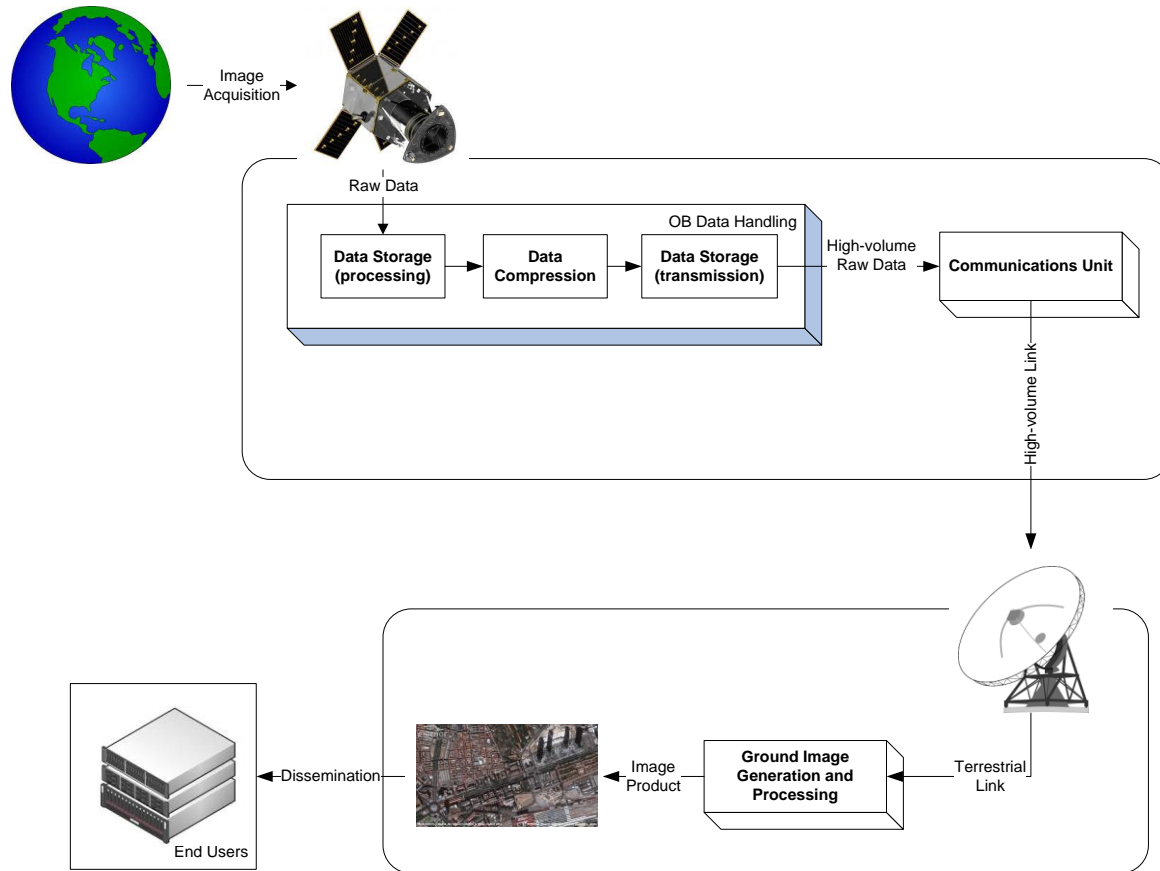 Image
Acquisition
Raw Data
OB Data Handling
Data Storage
(processing)
Data
Compression
Data Storage
(transmission)
High-volume
Raw Data
Communications Unit
High-volume Link
Terrestrial
Link
Ground Image
Generation and
Processing
Image
Product
Dissemination
End Users